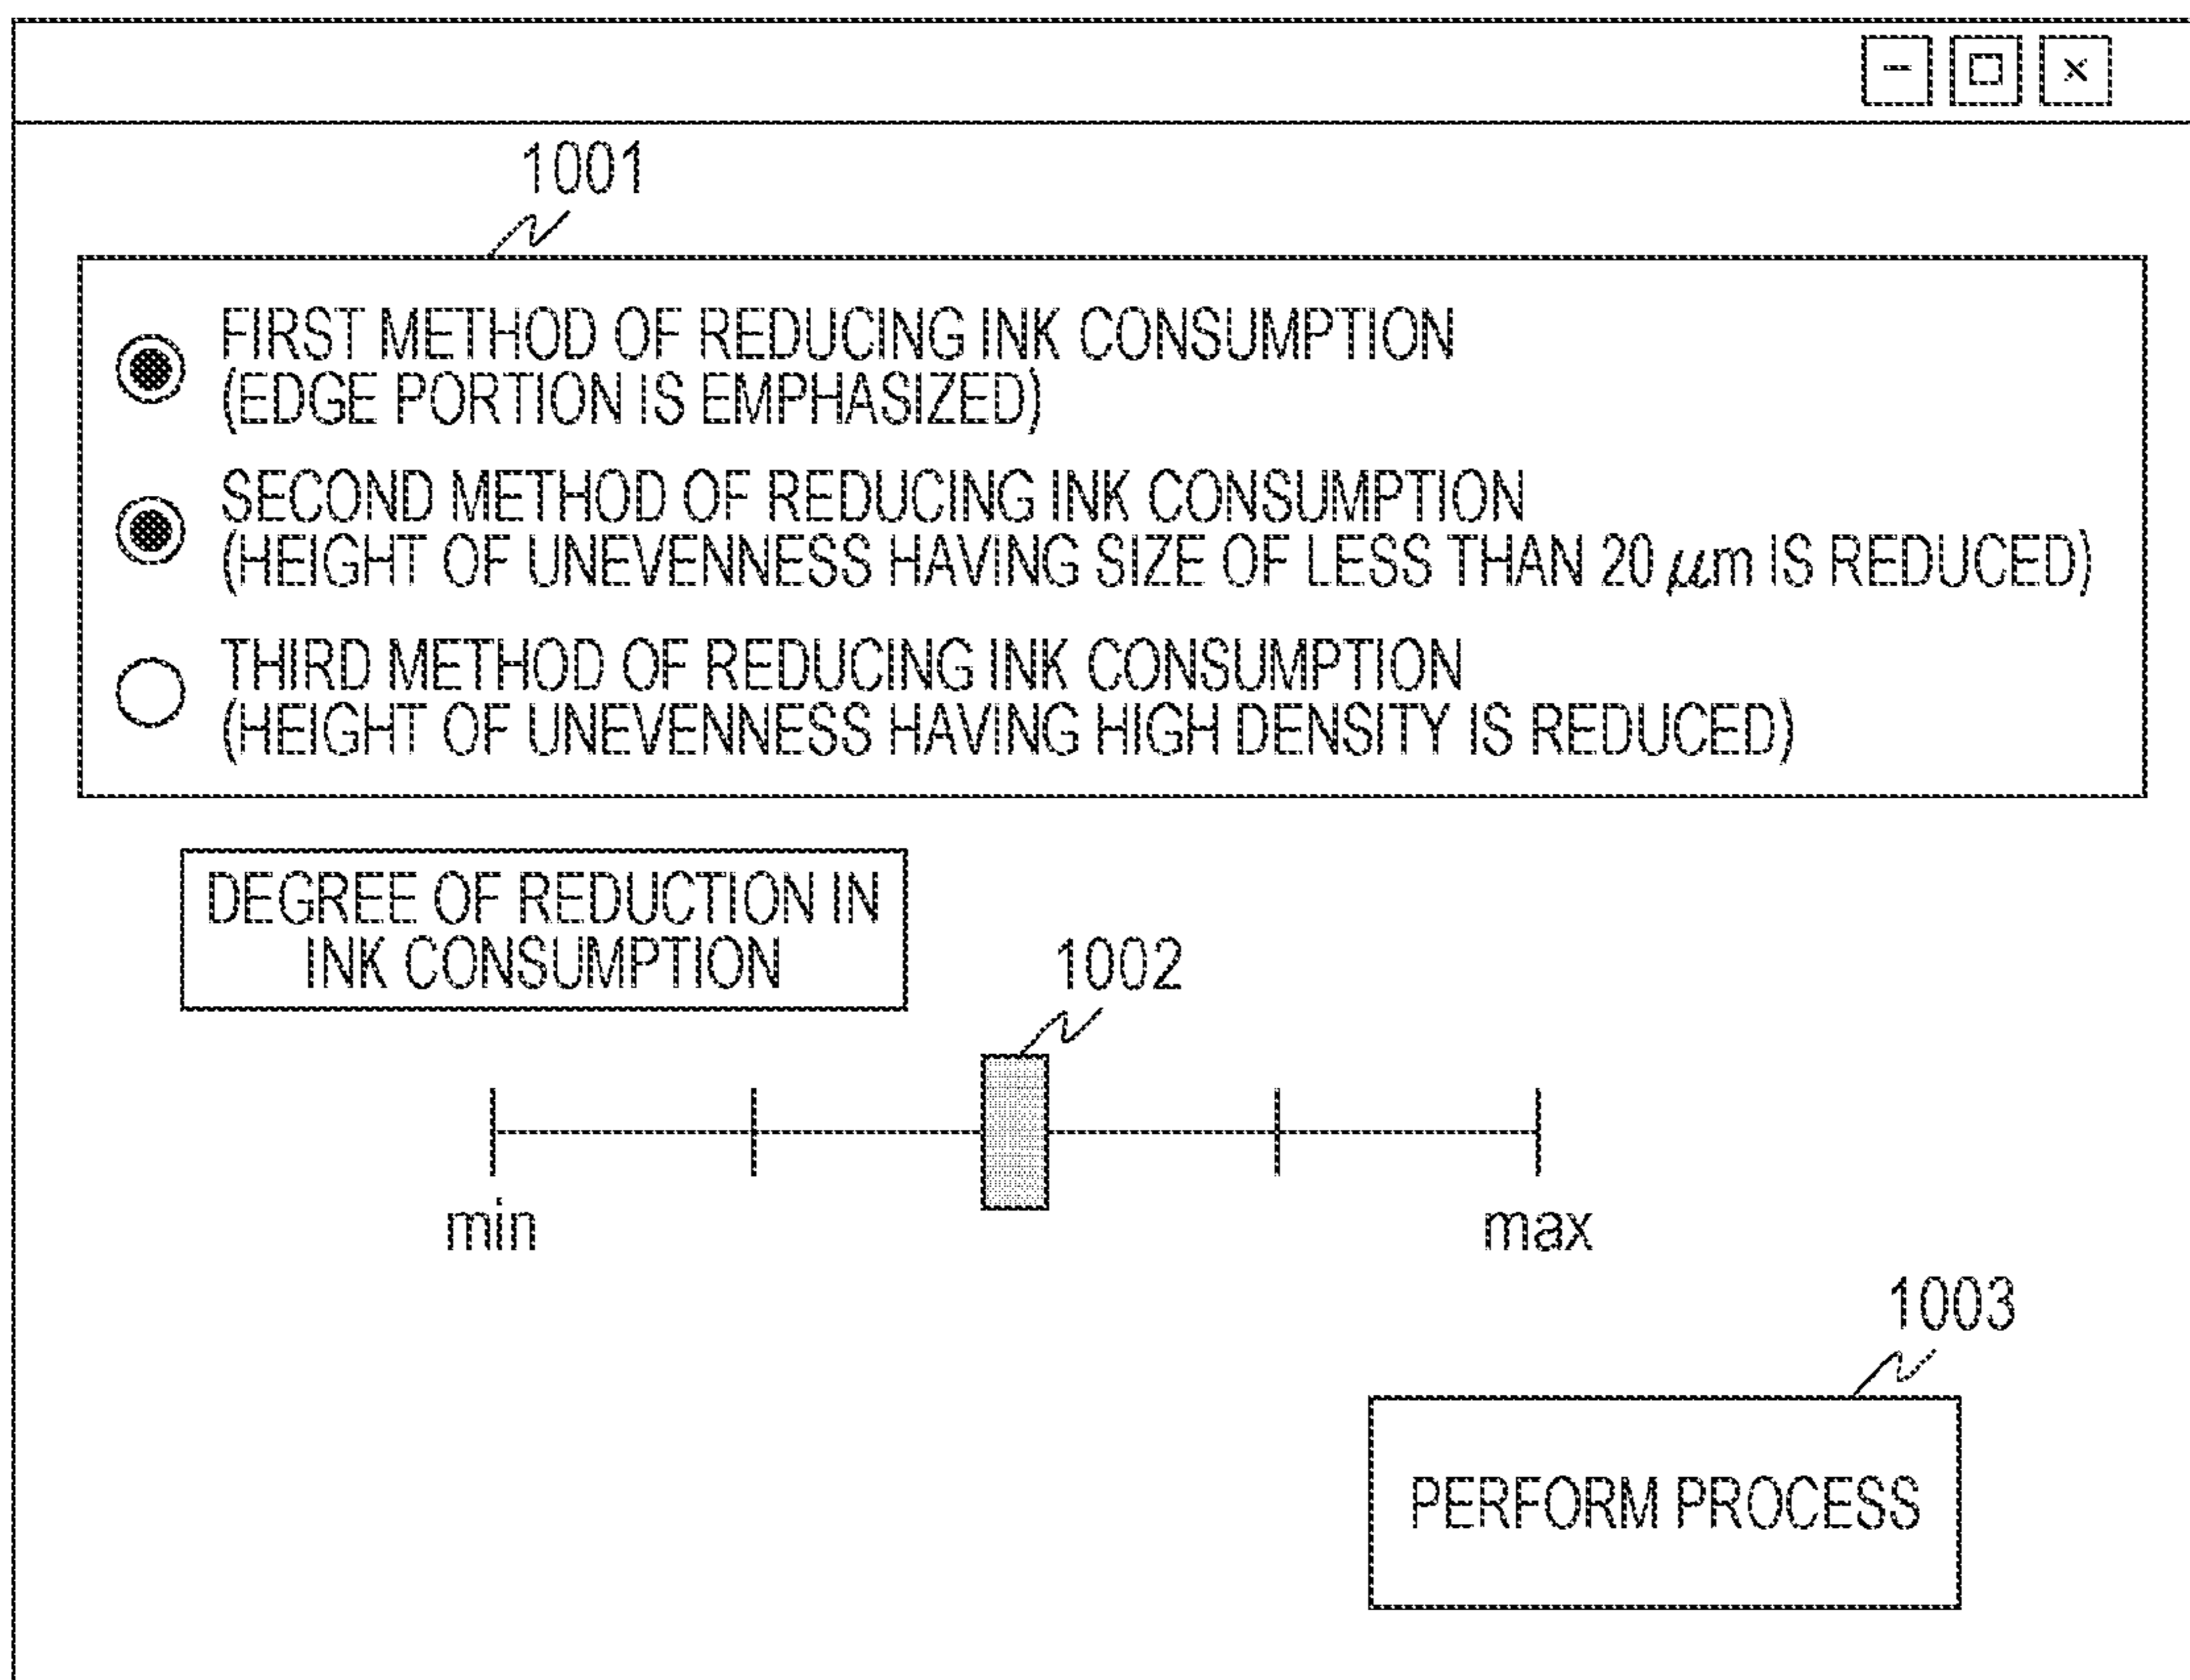 1001
FIRST METHOD OF REDUCING INK CONSUMPTION
(EDGE PORTION IS EMPHASIZED)
SECOND METHOD OF REDUCING INK CONSUMPTION
(HEIGHT OF UNEVENNESS HAVING SIZE OF LESS THAN 20 μm IS REDUCED)
THIRD METHOD OF REDUCING INK CONSUMPTION
(HEIGHT OF UNEVENNESS HAVING HIGH DENSITY IS REDUCED)
DEGREE OF REDUCTION IN
INK CONSUMPTION
1002
min
max
1003
PERFORM PROCESS